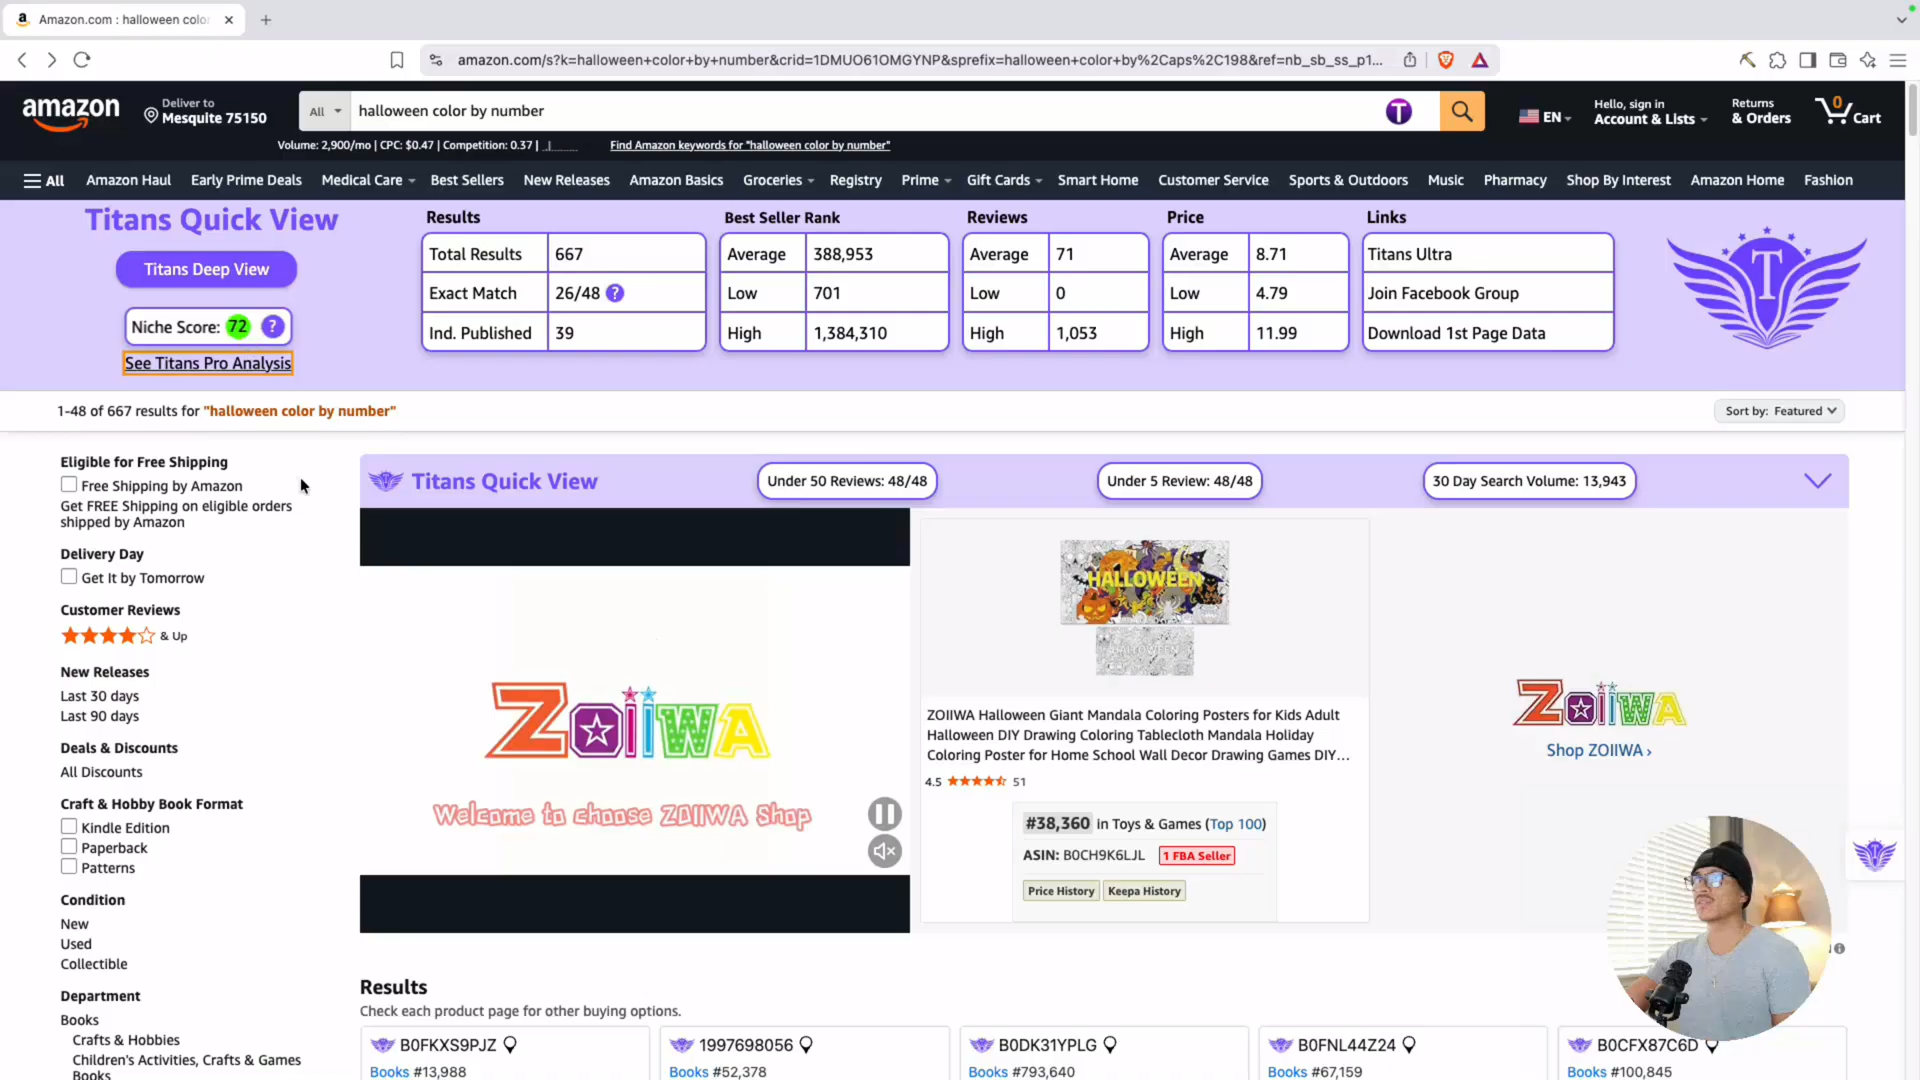 Amazon.com : halloween colo
amazon.com/s?k=halloween+color+by+number&crid=1DMUO61OMGYNP&sprefix=halloween+color+by%2Caps%2C198&ref=nb_sb_ss_p1...
amazon
Deliver to
Mesquite 75150
All
halloween color by number
T
EN
Hello, sign in
Account & Lists
Returns
& Orders
0
Cart
Volume: 2,900/mo | CPC: $0.47 | Competition: 0.37 |
Find Amazon keywords for "halloween color by number"
All
Amazon Haul
Early Prime Deals
Medical Care
Best Sellers
New Releases
Amazon Basics
Groceries
Registry
Prime
Gift Cards
Smart Home
Customer Service
Sports & Outdoors
Music
Pharmacy
Shop By Interest
Amazon Home
Fashion
Titans Quick View
Titans Deep View
Niche Score: 72 ?
See Titans Pro Analysis
Results
Total Results 667
Exact Match 26/48 ?
Ind. Published 39
Best Seller Rank
Average 388,953
Low 701
High 1,384,310
Reviews
Average 71
Low 0
High 1,053
Price
Average 8.71
Low 4.79
High 11.99
Links
Titans Ultra
Join Facebook Group
Download 1st Page Data
T
1-48 of 667 results for "halloween color by number"
Sort by: Featured
Eligible for Free Shipping
Free Shipping by Amazon
Get FREE Shipping on eligible orders
shipped by Amazon
Delivery Day
Get It by Tomorrow
Customer Reviews
& Up
New Releases
Last 30 days
Last 90 days
Deals & Discounts
All Discounts
Craft & Hobby Book Format
Kindle Edition
Paperback
Patterns
Condition
New
Used
Collectible
Department
Books
Crafts & Hobbies
Children's Activities, Crafts & Games
Books
Titans Quick View
Under 50 Reviews: 48/48
Under 5 Review: 48/48
30 Day Search Volume: 13,943
ZOIIWA
Welcome to choose ZOIIWA Shop
HALLOWEEN
HALLOWEEN
ZOIIWA Halloween Giant Mandala Coloring Posters for Kids Adult
Halloween DIY Drawing Coloring Tablecloth Mandala Holiday
Coloring Poster for Home School Wall Decor Drawing Games DIY...
4.5
51
#38,360 in Toys & Games (Top 100)
ASIN: B0CH9K6LJL
1 FBA Seller
Price History
Keepa History
ZOIIWA
Shop ZOIIWA ›
Results
Check each product page for other buying options.
B0FKXS9PJZ
Books #13,988
1997698056
Books #52,378
B0DK31YPLG
Books #793,640
B0FNL44Z24
Books #67,159
B0CFX87C6D
Books #100,845